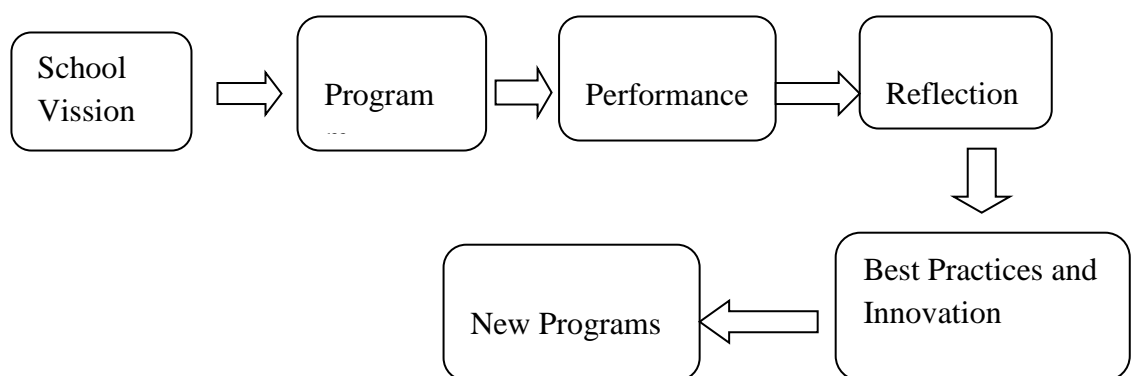 School
Vission
Program
Performance
Reflection
Best Practices and
Innovation
New Programs